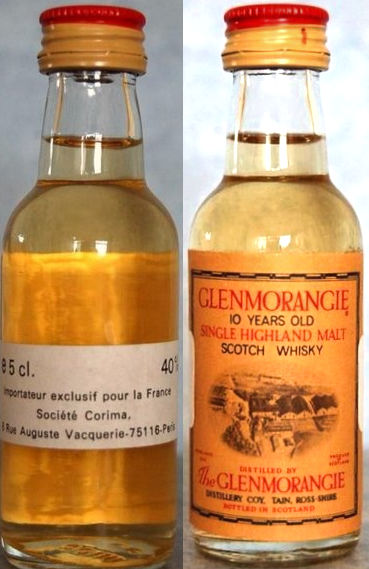 e 5 cl. 40%
Importateur exclusif pour la France
Société Corima,
8 Rue Auguste Vacquerie-75116-Paris
GLENMORANGIE
10 YEARS OLD
SINGLE HIGHLAND MALT
SCOTCH WHISKY
DISTILLED BY
The GLENMORANGIE
DISTILLERY COY, TAIN, ROSS-SHIRE
BOTTLED IN SCOTLAND